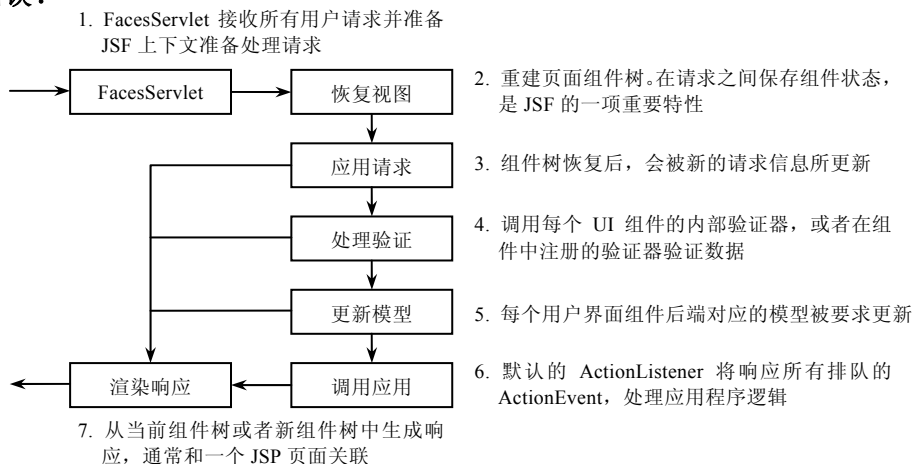 1. FacesServlet 接收所有用户请求并准备
JSF 上下文准备处理请求
FacesServlet
恢复视图
2. 重建页面组件树。在请求之间保存组件状态，
是 JSF 的一项重要特性
应用请求
3. 组件树恢复后，会被新的请求信息所更新
处理验证
4. 调用每个 UI 组件的内部验证器，或者在组
件中注册的验证器验证数据
更新模型
5. 每个用户界面组件后端对应的模型被要求更新
渲染响应
调用应用
6. 默认的 ActionListener 将响应所有排队的
ActionEvent，处理应用程序逻辑
7. 从当前组件树或者新组件树中生成响
应，通常和一个 JSP 页面关联